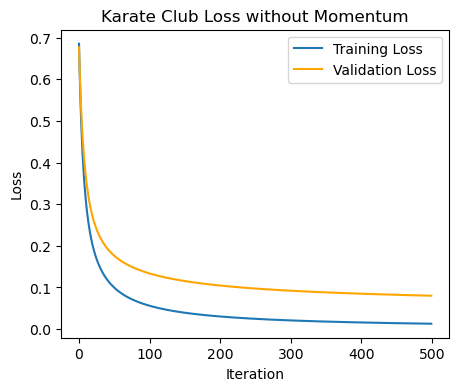 Karate Club Loss without Momentum
Training Loss
Validation Loss
0.7
0.6
0.5
0.4
0.3
0.2
0.1
0.0
Loss
0 100 200 300 400 500
Iteration